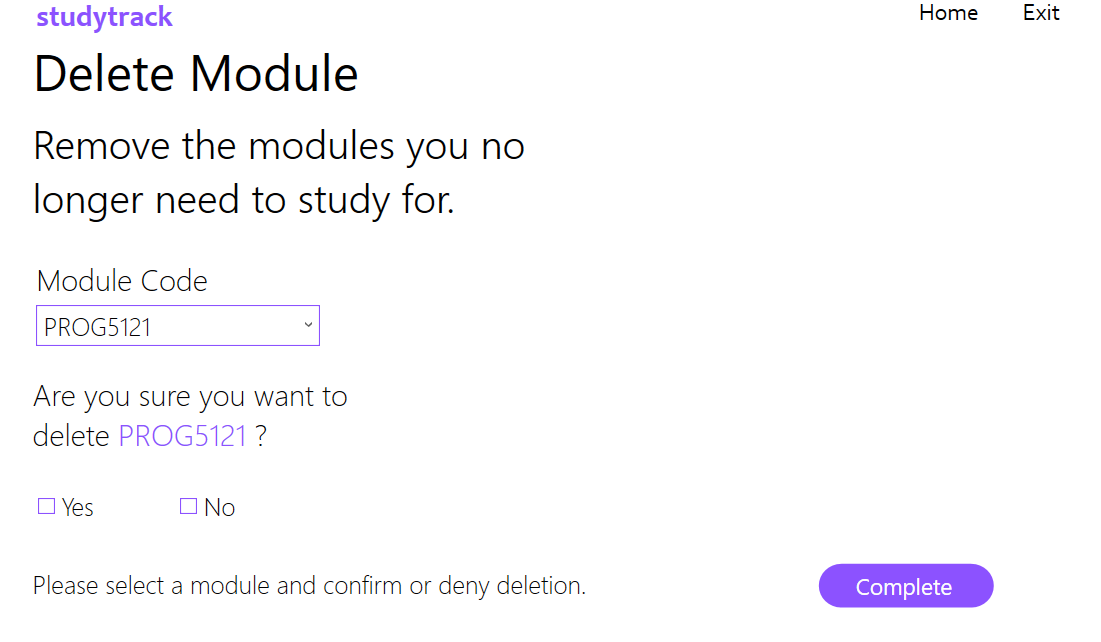 studytrack
Home
Exit
Delete Module
Remove the modules you no
longer need to study for.
Module Code
PROG5121
Are you sure you want to
delete PROG5121 ?
Yes
No
Please select a module and confirm or deny deletion.
Complete